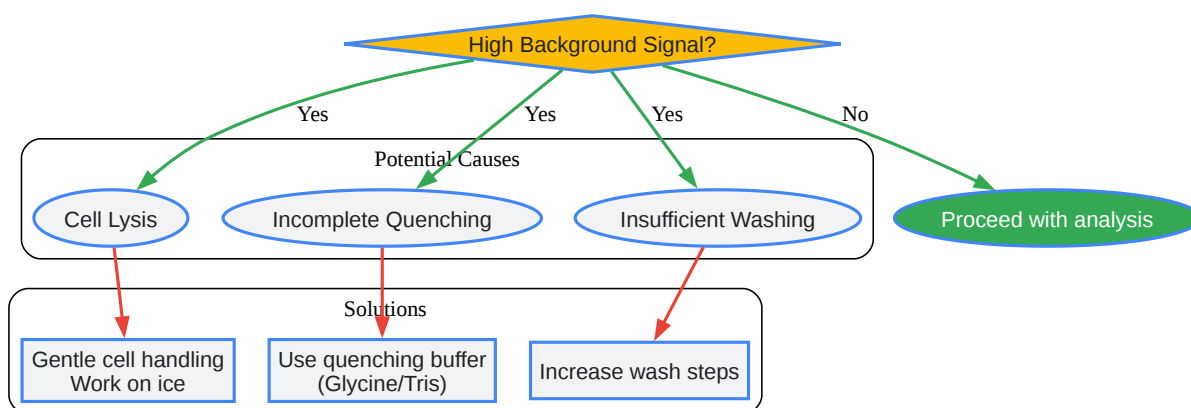 High Background Signal?
Yes
Yes
Yes
No
Potential Causes
Cell Lysis
Incomplete Quenching
Insufficient Washing
Proceed with analysis
Solutions
Gentle cell handling
Work on ice
Use quenching buffer
(Glycine/Tris)
Increase wash steps